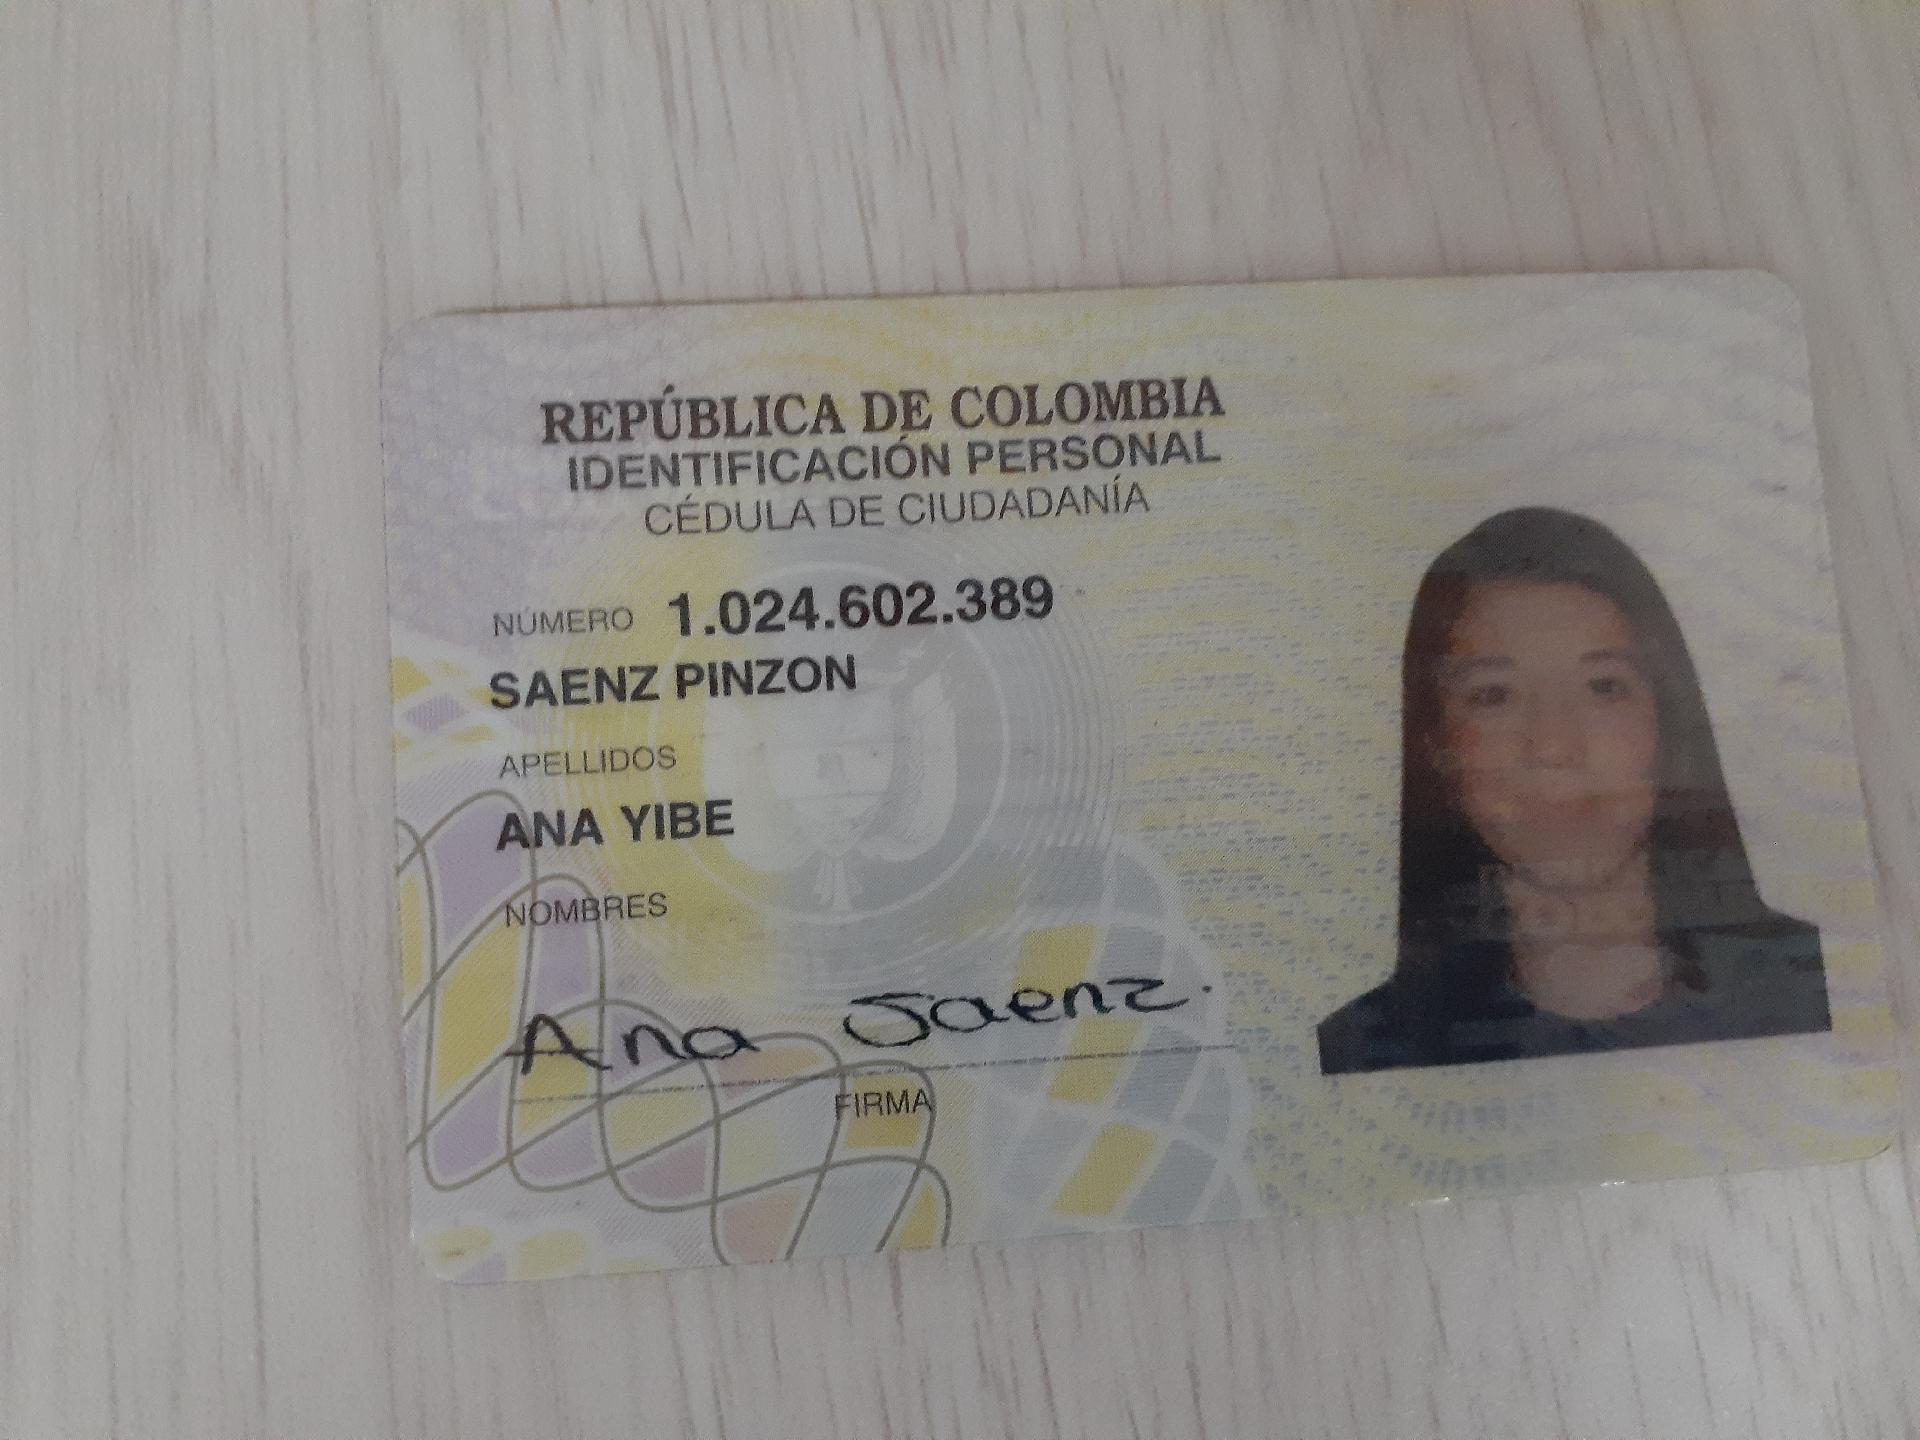 REPÚBLICA DE COLOMBIA
IDENTIFICACIÓN PERSONAL
CÉDULA DE CIUDADANÍA
NÚMERO 1.024.602.389
SAENZ PINZON
APELLIDOS
ANA YIBE
NOMBRES
Ana Saenz.
FIRMA